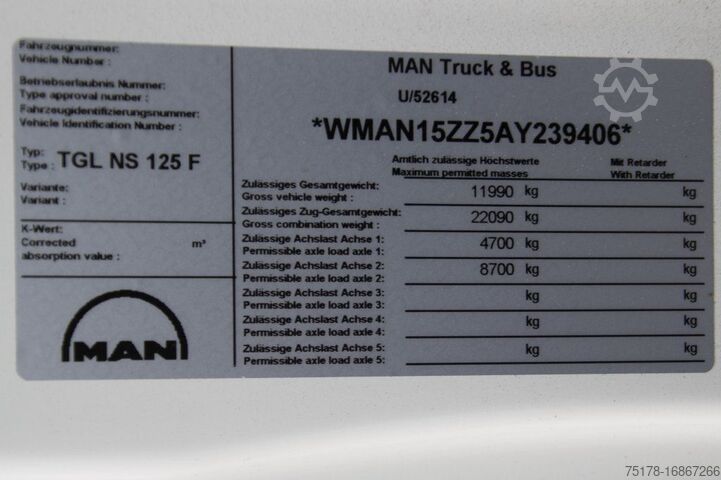 Fahrzeugnummer:
Vehicle Number :
Betriebserlaubnis Nummer:
Type approval number :
Fahrzeugidentifizierungsnummer:
Vehicle Identification Number :
Typ:
Type : TGL NS 125 F
Variante:
Variant :
K-Wert:
Corrected m³
absorption value :
MAN
MAN Truck & Bus
U/52614
*WMAN15ZZ5AY239406*
Amtlich zulässige Höchstwerte Mit Retarder
Maximum permitted masses With Retarder
Zulässiges Gesamtgewicht: 11990 kg kg
Gross vehicle weight :
Zulässiges Zug-Gesamtgewicht: 22090 kg kg
Gross combination weight :
Zulässige Achslast Achse 1: 4700 kg kg
Permissible axle load axle 1:
Zulässige Achslast Achse 2: 8700 kg kg
Permissible axle load axle 2:
Zulässige Achslast Achse 3: kg kg
Permissible axle load axle 3:
Zulässige Achslast Achse 4: kg kg
Permissible axle load axle 4:
Zulässige Achslast Achse 5: kg kg
Permissible axle load axle 5:
75178-16867266